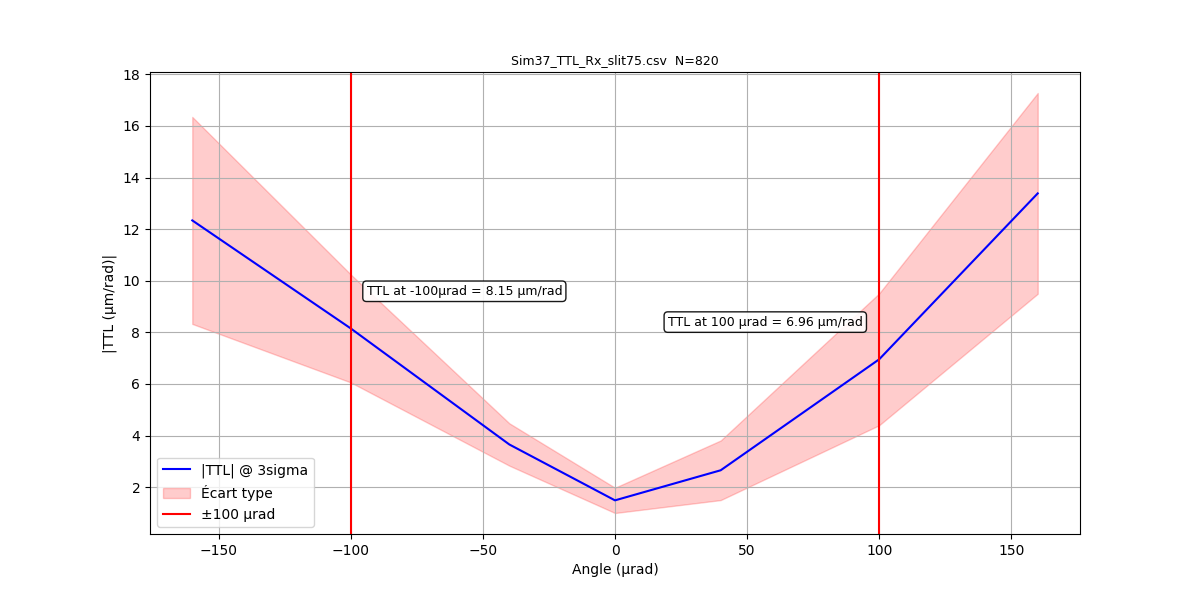 Sim37_TTL_Rx_slit75.csv  N=820
18
16
14
12
10
8
6
4
2
|TTL (μm/rad)|
TTL at -100μrad = 8.15 μm/rad
TTL at 100 μrad = 6.96 μm/rad
|TTL| @ 3sigma
Écart type
±100 μrad
−150 −100 −50 0 50 100 150
Angle (μrad)